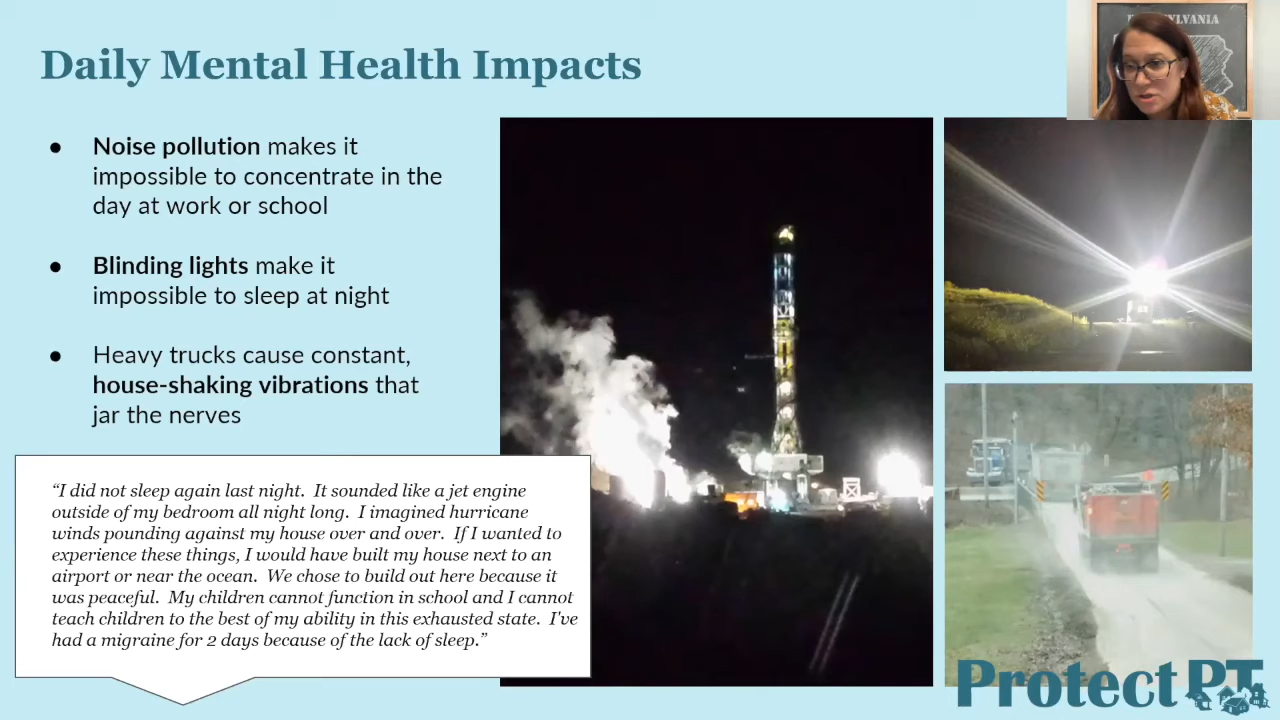 Daily Mental Health Impacts
● Noise pollution makes it
impossible to concentrate in the
day at work or school
● Blinding lights make it
impossible to sleep at night
● Heavy trucks cause constant,
house-shaking vibrations that
jar the nerves
“I did not sleep again last night. It sounded like a jet engine
outside of my bedroom all night long. I imagined hurricane
winds pounding against my house over and over. If I wanted to
experience these things, I would have built my house next to an
airport or near the ocean. We chose to build out here because it
was peaceful. My children cannot function in school and I cannot
teach children to the best of my ability in this exhausted state. I've
had a migraine for 2 days because of the lack of sleep.”
Protect PT